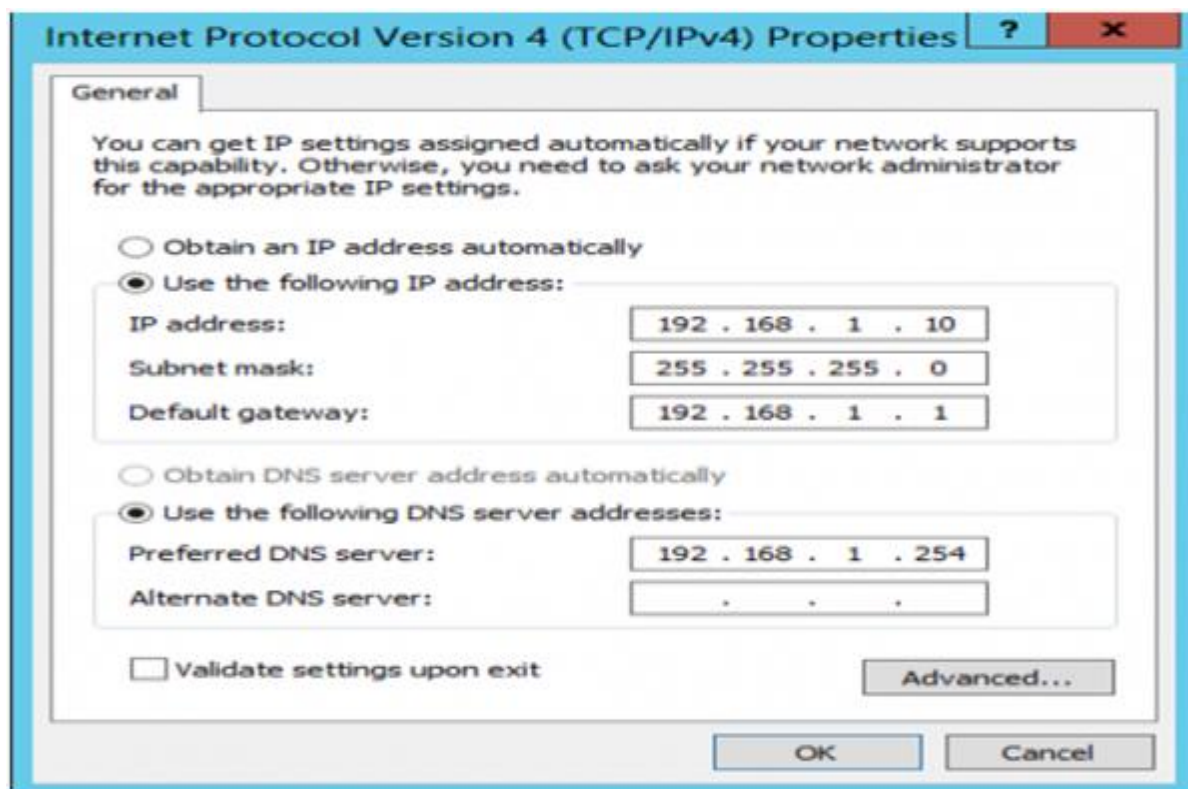 Internet Protocol Version 4 (TCP/IPv4) Properties ? x
General
You can get IP settings assigned automatically if your network supports
this capability. Otherwise, you need to ask your network administrator
for the appropriate IP settings.
Obtain an IP address automatically
Use the following IP address:
IP address: 192 . 168 . 1 . 10
Subnet mask: 255 . 255 . 255 . 0
Default gateway: 192 . 168 . 1 . 1
Obtain DNS server address automatically
Use the following DNS server addresses:
Preferred DNS server: 192 . 168 . 1 . 254
Alternate DNS server: . . .
Validate settings upon exit
Advanced...
OK Cancel